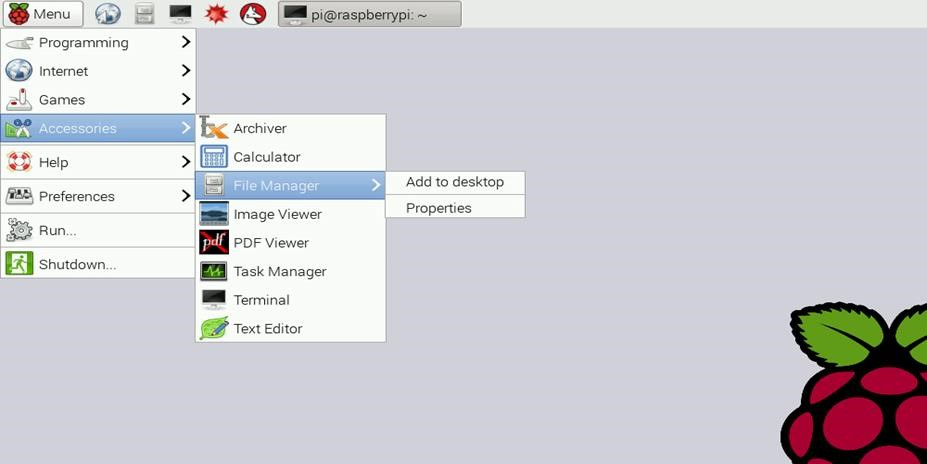 Menu
pi@raspberrypi: ~
Programming
Internet
Games
Accessories
Help
Preferences
Run...
Shutdown...
Archiver
Calculator
File Manager
Image Viewer
pdf
PDF Viewer
Task Manager
Terminal
Text Editor
Add to desktop
Properties